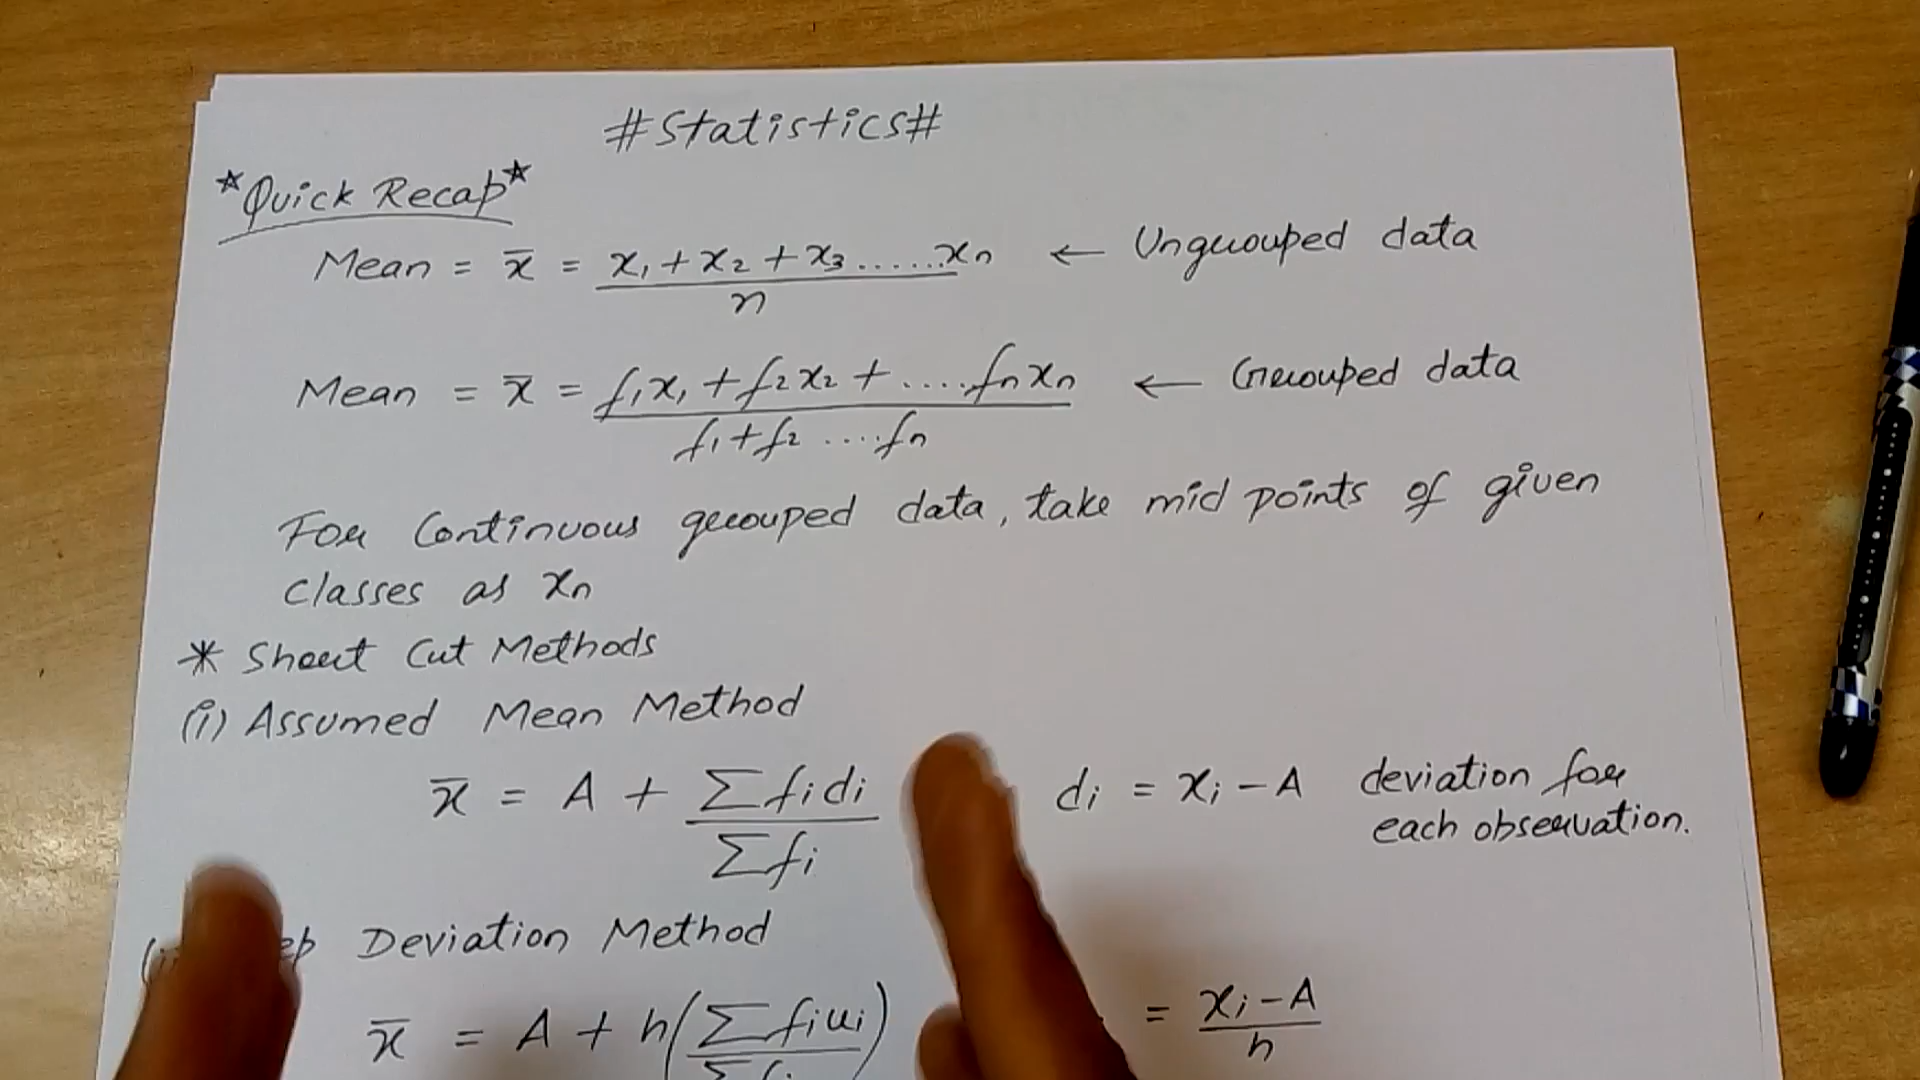 #Statistics#
*Quick Recap*
Mean = x̄ = x₁ + x₂ + x₃ ......xₙ / n ← Ungrouped data
Mean = x̄ = f₁x₁ + f₂x₂ + ....fₙxₙ / f₁+f₂ ....fₙ ← Grouped data
For Continuous grouped data, take mid points of given
classes as xₙ
* Short Cut Methods
(i) Assumed Mean Method
x̄ = A + Σfᵢdᵢ / Σfᵢ dᵢ = xᵢ - A deviation for
each observation.
Deviation Method
x̄ = A + h(Σfᵢuᵢ / Σfᵢ) = xᵢ - A / h